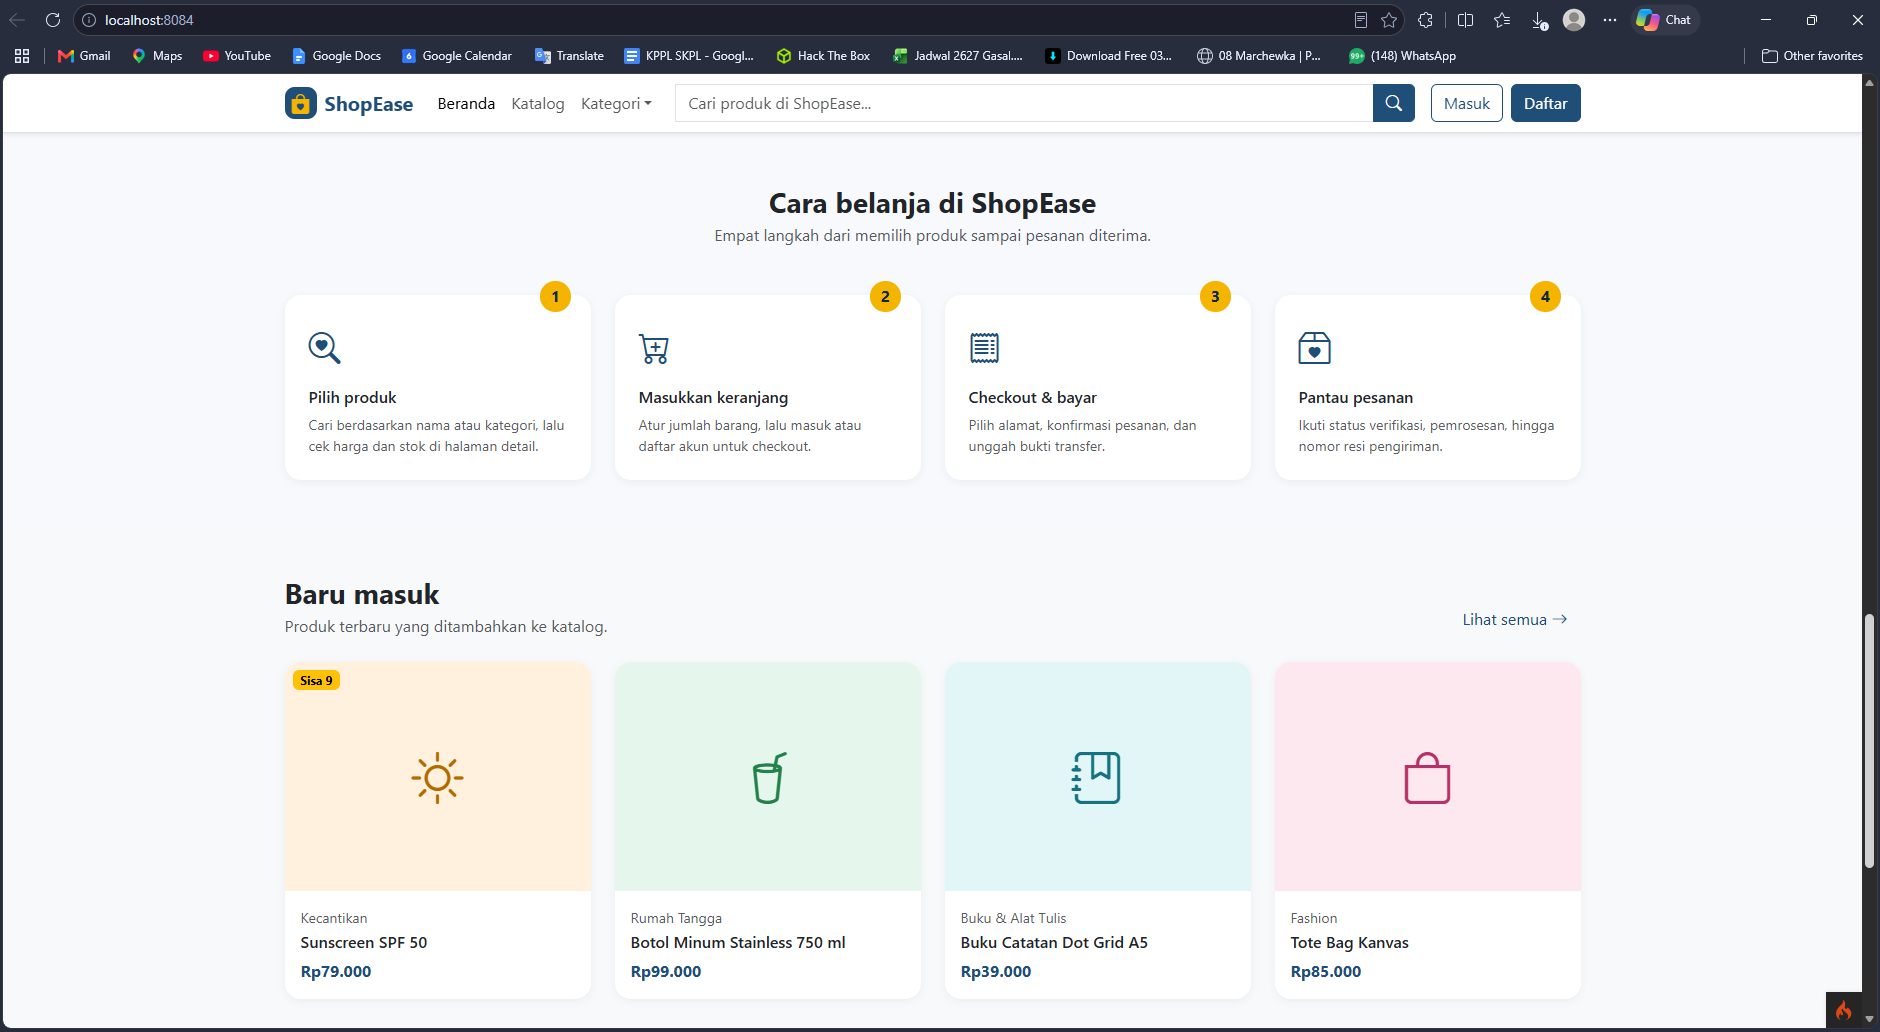 localhost:8084
Chat
Gmail
Maps
YouTube
Google Docs
6
Google Calendar
Translate
KPPL SKPL - Googl...
Hack The Box
Jadwal 2627 Gasal....
Download Free 03...
08 Marchewka | P...
99+
(148) WhatsApp
Other favorites
ShopEase
Beranda
Katalog
Kategori
Cari produk di ShopEase...
Masuk
Daftar
Cara belanja di ShopEase
Empat langkah dari memilih produk sampai pesanan diterima.
1
Pilih produk
Cari berdasarkan nama atau kategori, lalu
cek harga dan stok di halaman detail.
2
Masukkan keranjang
Atur jumlah barang, lalu masuk atau
daftar akun untuk checkout.
3
Checkout & bayar
Pilih alamat, konfirmasi pesanan, dan
unggah bukti transfer.
4
Pantau pesanan
Ikuti status verifikasi, pemrosesan, hingga
nomor resi pengiriman.
Baru masuk
Produk terbaru yang ditambahkan ke katalog.
Lihat semua →
Sisa 9
Kecantikan
Sunscreen SPF 50
Rp79.000
Rumah Tangga
Botol Minum Stainless 750 ml
Rp99.000
Buku & Alat Tulis
Buku Catatan Dot Grid A5
Rp39.000
Fashion
Tote Bag Kanvas
Rp85.000